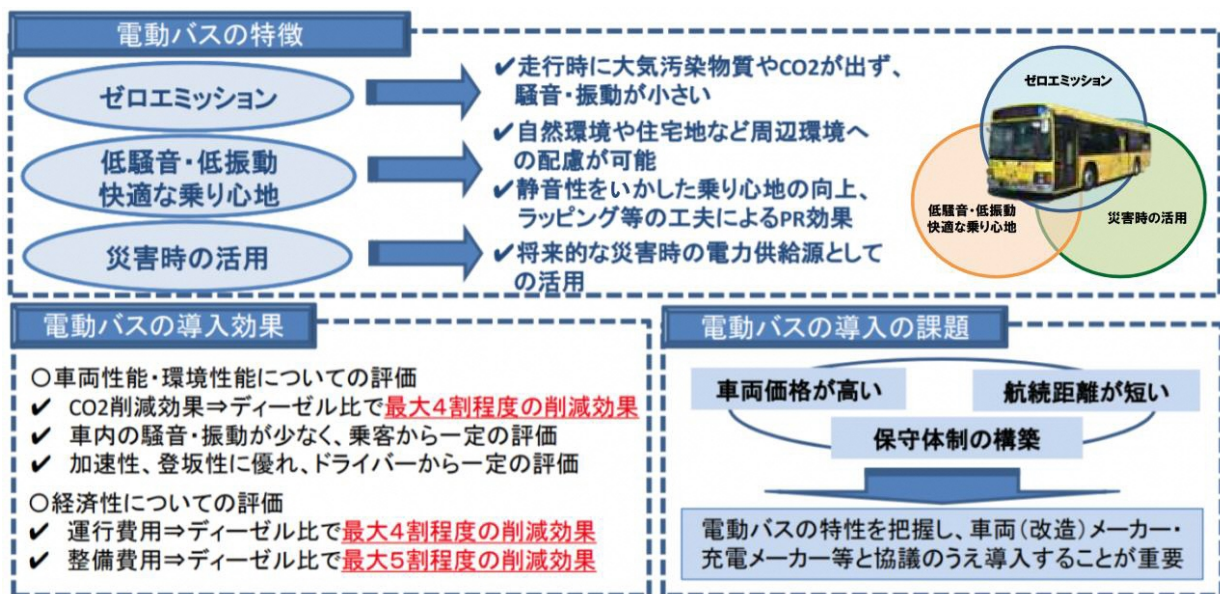 電動バスの特徴
ゼロエミッション
✔走行時に大気汚染物質やCO2が出ず、
騒音・振動が小さい
低騒音・低振動
快適な乗り心地
✔自然環境や住宅地など周辺環境へ
の配慮が可能
✔静音性をいかした乗り心地の向上、
ラッピング等の工夫によるPR効果
災害時の活用
✔将来的な災害時の電力供給源として
の活用
ゼロエミッション
低騒音・低振動
快適な乗り心地
災害時の活用
電動バスの導入効果
○車両性能・環境性能についての評価
✔ CO2削減効果⇒ディーゼル比で最大4割程度の削減効果
✔ 車内の騒音・振動が少なく、乗客から一定の評価
✔ 加速性、登坂性に優れ、ドライバーから一定の評価
○経済性についての評価
✔ 運行費用⇒ディーゼル比で最大4割程度の削減効果
✔ 整備費用⇒ディーゼル比で最大5割程度の削減効果
電動バスの導入の課題
車両価格が高い
航続距離が短い
保守体制の構築
電動バスの特性を把握し、車両(改造)メーカー・
充電メーカー等と協議のうえ導入することが重要